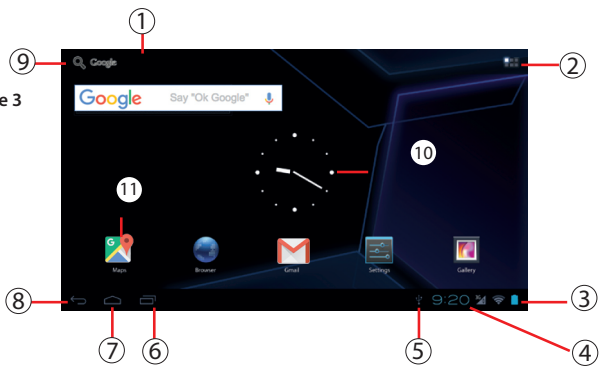 1
9 Google 2
e 3
Google Say "Ok Google"
10
11
G
Maps Browser Gmail Settings Gallery
8 9:20 3
7 6 5 4